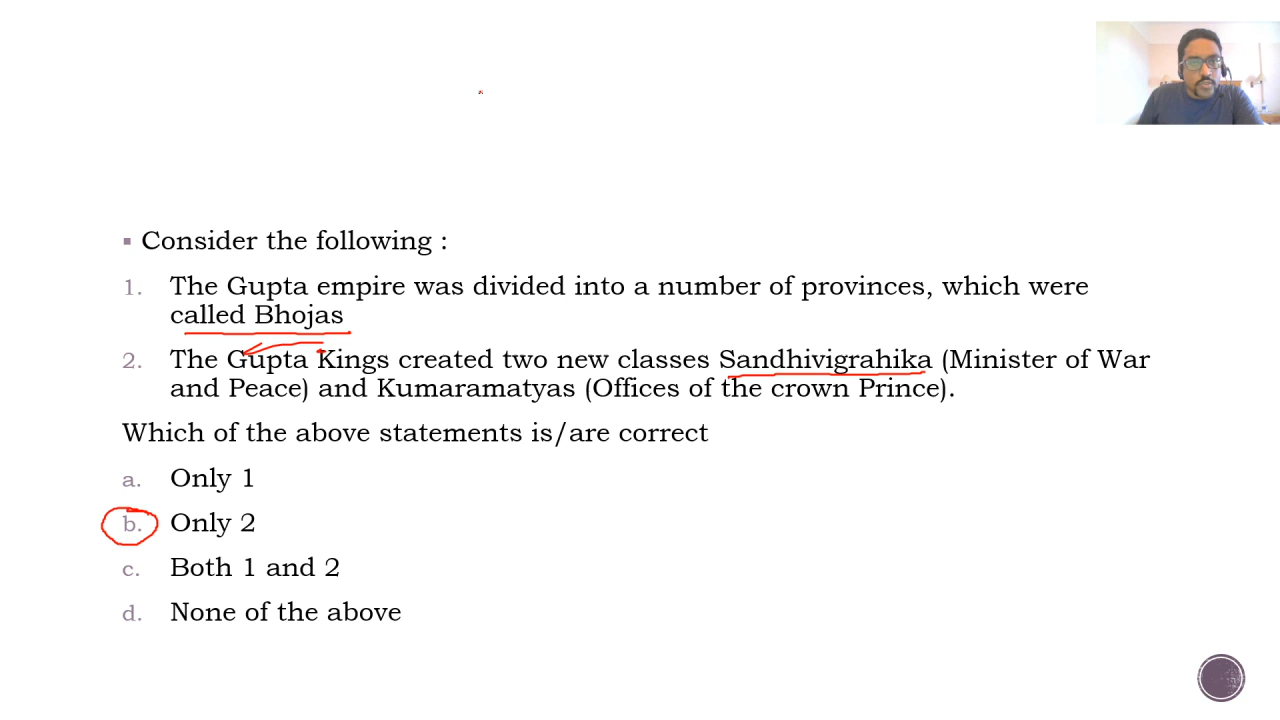 Consider the following :
1. The Gupta empire was divided into a number of provinces, which were
called Bhojas
2. The Gupta Kings created two new classes Sandhivigrahika (Minister of War
and Peace) and Kumaramatyas (Offices of the crown Prince).
Which of the above statements is/are correct
a. Only 1
b. Only 2
c. Both 1 and 2
d. None of the above